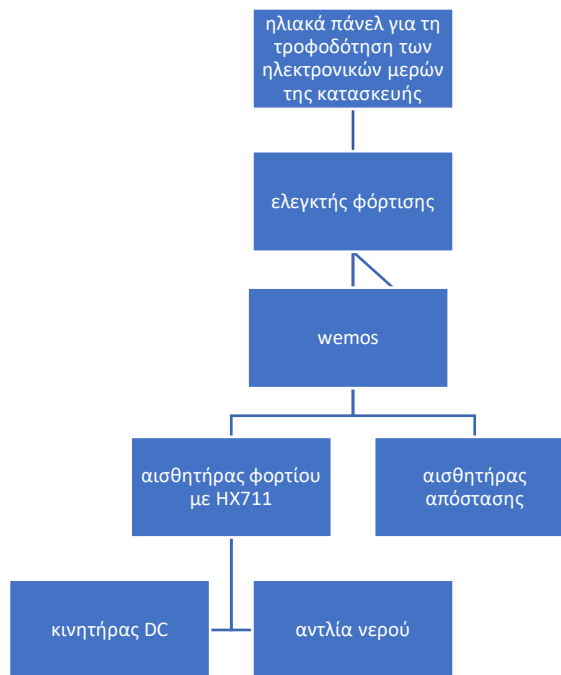 ηλιακά πάνελ για τη
τροφοδότηση των
ηλεκτρονικών μερών
της κατασκευής
ελεγκτής φόρτισης
wemos
αισθητήρας φορτίου
με HX711
αισθητήρας
απόστασης
κινητήρας DC
αντλία νερού